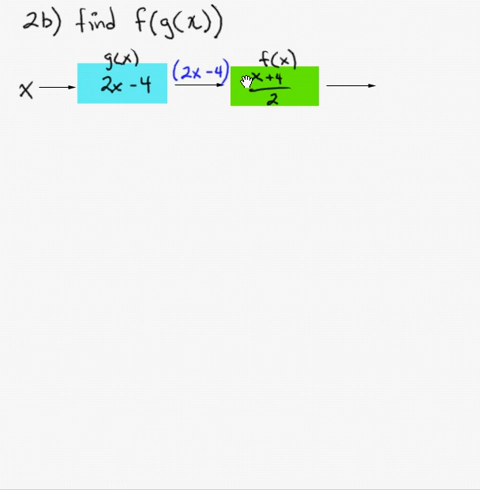 2b) find f(g(x))
g(x) (2x-4) f(x)
x 2x-4 x+4
2